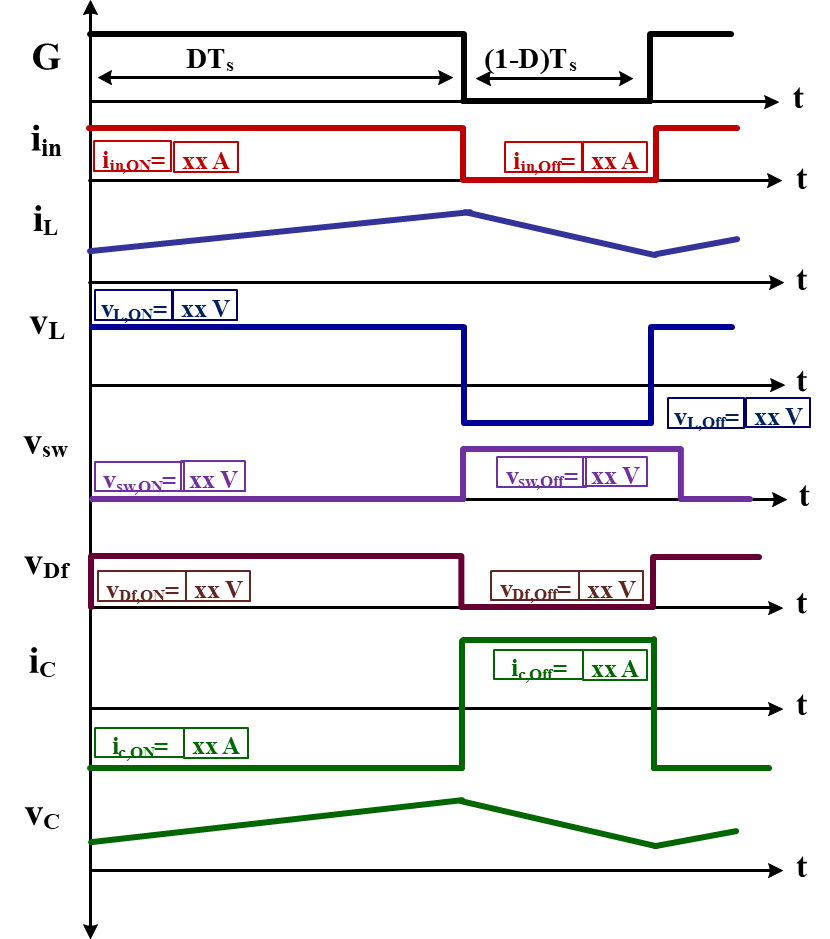 G
DTs
(1-D)Ts
t
iin
iin,ON= xx A
iin,Off= xx A
t
iL
t
vL,ON= xx V
vL
t
vL,Off= xx V
vsw
vsw,ON= xx V
vsw,Off= xx V
t
vDf
vDf,ON= xx V
vDf,Off= xx V
t
iC
ic,Off= xx A
t
ic,ON= xx A
vC
t